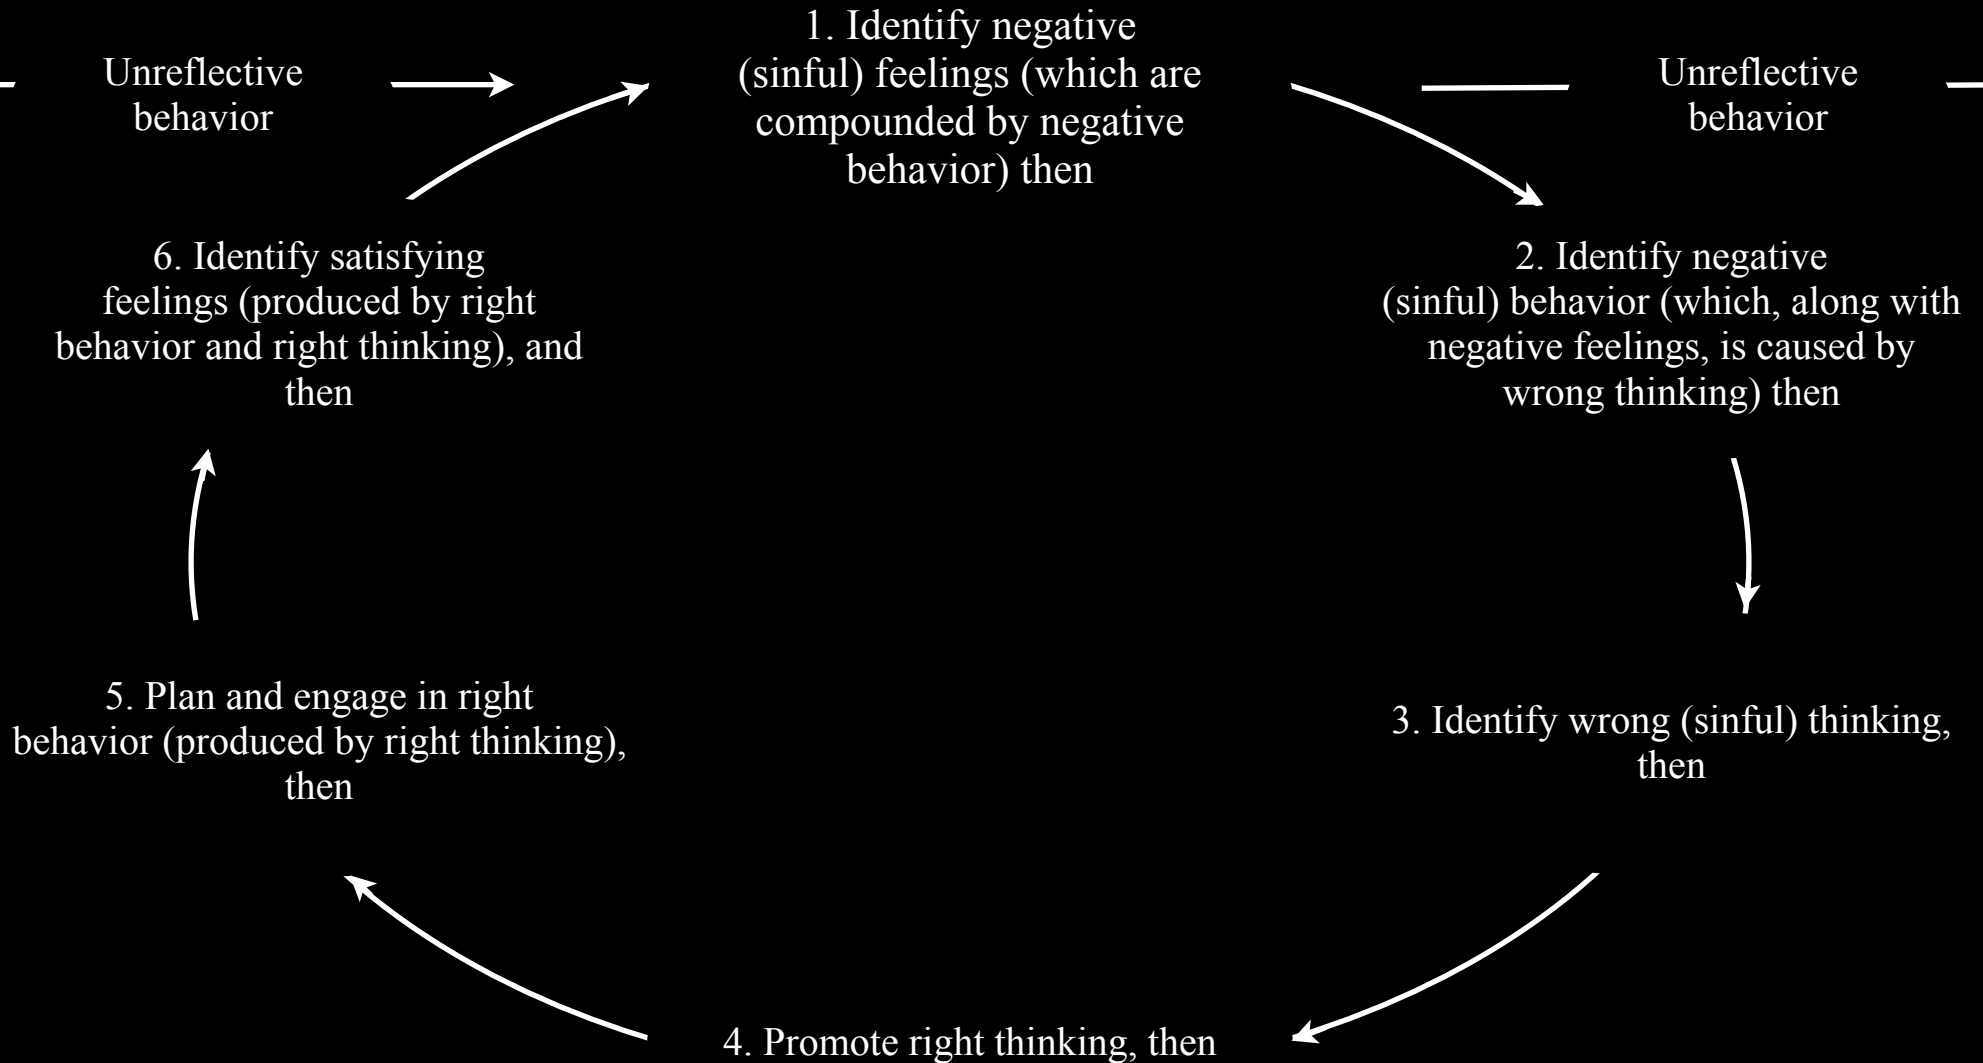 Unreflective
behavior
1. Identify negative
(sinful) feelings (which are
compounded by negative
behavior) then
Unreflective
behavior
2. Identify negative
(sinful) behavior (which, along with
negative feelings, is caused by
wrong thinking) then
3. Identify wrong (sinful) thinking,
then
4. Promote right thinking, then
5. Plan and engage in right
behavior (produced by right thinking),
then
6. Identify satisfying
feelings (produced by right
behavior and right thinking), and
then